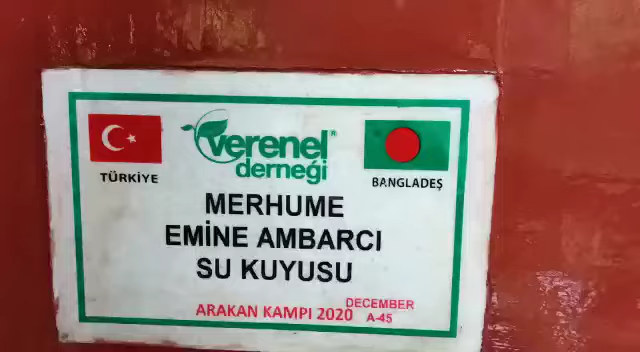 verenel®
derneği
TÜRKİYE
BANGLADEŞ
MERHUME
EMİNE AMBARCI
SU KUYUSU
ARAKAN KAMPI 2020 DECEMBER
A-45